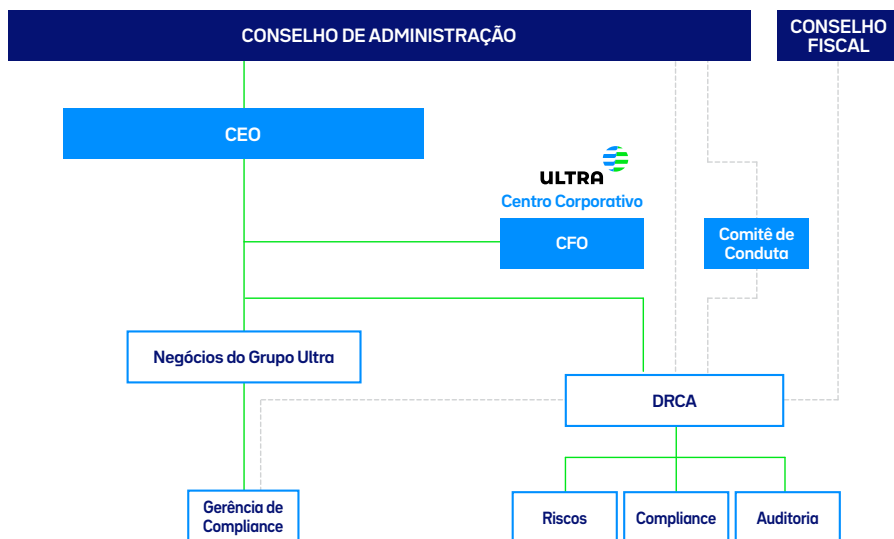 CONSELHO DE ADMINISTRAÇÃO
CONSELHO
FISCAL
CEO
ULTRA
Centro Corporativo
CFO
Comitê de
Conduta
Negócios do Grupo Ultra
DRCA
Gerência de
Compliance
Riscos
Compliance
Auditoria